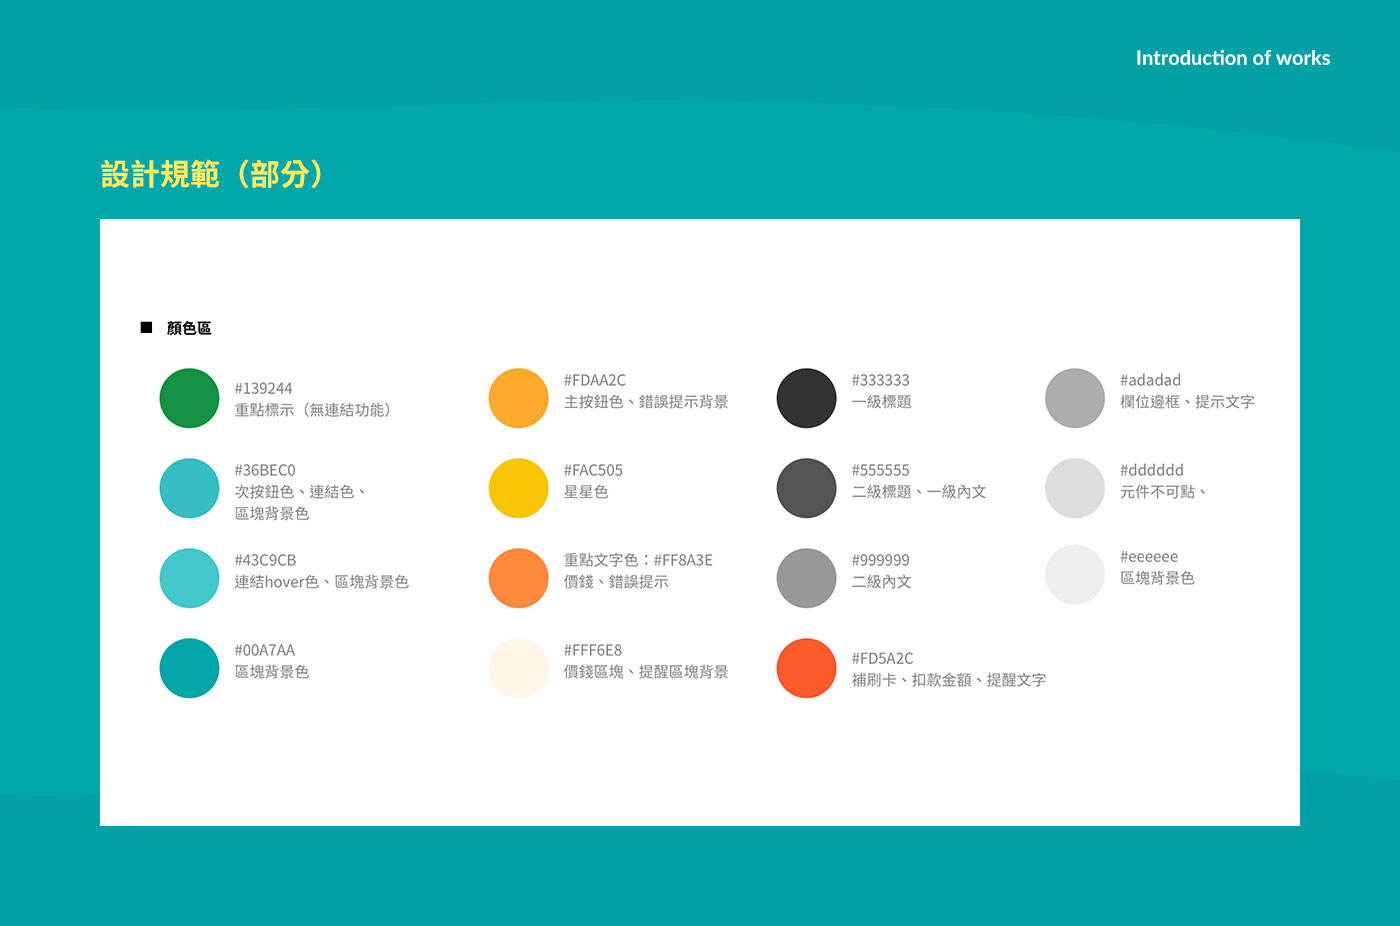 Introduction of works
設計規範（部分）
■ 顏色區
#139244
重點標示（無連結功能）
#36BEC0
次按鈕色、連結色、
區塊背景色
#43C9CB
連結hover色、區塊背景色
#00A7AA
區塊背景色
#FDAA2C
主按鈕色、錯誤提示背景
#FAC505
星星色
重點文字色：#FF8A3E
價錢、錯誤提示
#FFF6E8
價錢區塊、提醒區塊背景
#333333
一級標題
#555555
二級標題、一級內文
#999999
二級內文
#FD5A2C
補刷卡、扣款金額、提醒文字
#adadad
欄位邊框、提示文字
#dddddd
元件不可點、
#eeeeee
區塊背景色